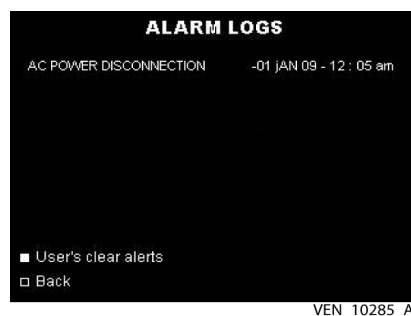 ALARM LOGS
AC POWER DISCONNECTION -01 jAN 09 - 12 : 05 am
User's clear alerts
Back
VEN 10285 A